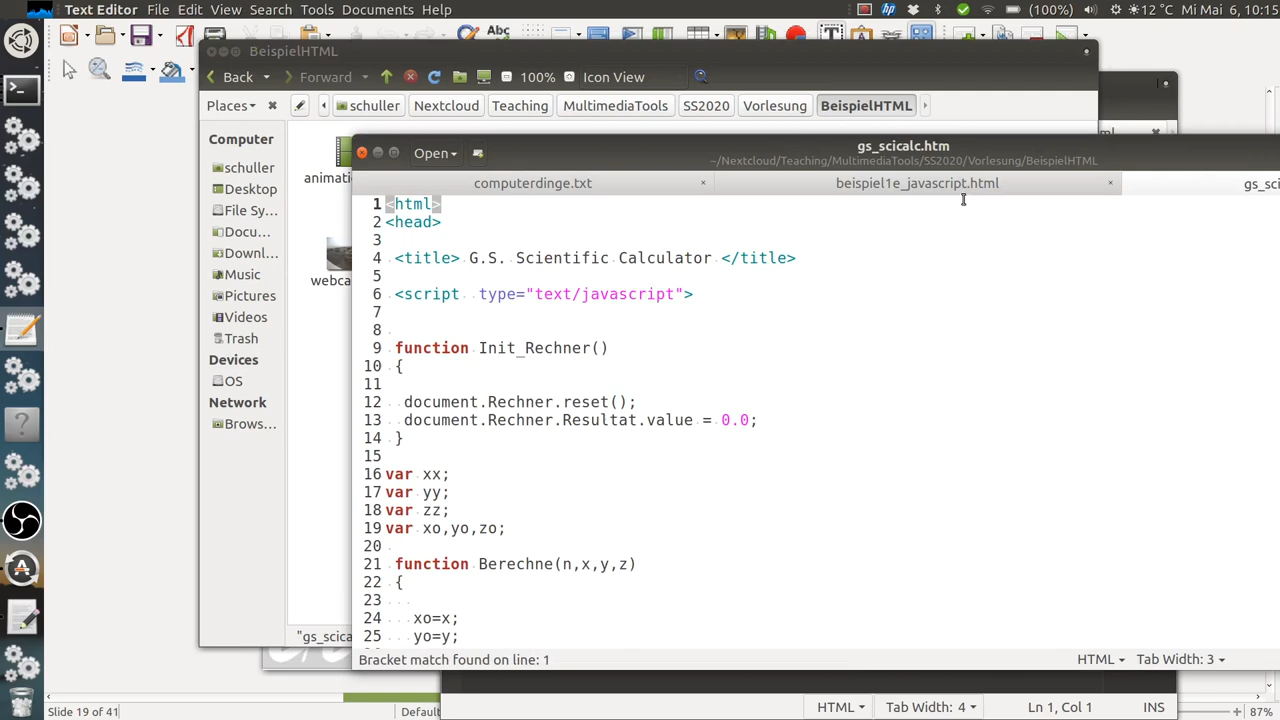 Text Editor File Edit View Search Tools Documents Help
(100%) 12 °C Mi Mai 6, 10:15
Abc
BeispielHTML
Back Forward 100% Icon View
Places schuller Nextcloud Teaching MultimediaTools SS2020 Vorlesung BeispielHTML
Computer
schuller
Desktop
File Sy...
Docu...
Downl...
Music
Pictures
Videos
Trash
Devices
OS
Network
Brows...
animati
webca
"gs_scica
ml
gs_scicalc.htm
Open
~/Nextcloud/Teaching/MultimediaTools/SS2020/Vorlesung/BeispielHTML
computerdinge.txt beispiel1e_javascript.html gs_sci
1 <html>
2 <head>
3
4 <title> G.S. Scientific Calculator </title>
5
6 <script type="text/javascript">
7
8
9 function Init_Rechner()
10 {
11
12 document.Rechner.reset();
13 document.Rechner.Resultat.value = 0.0;
14 }
15
16 var xx;
17 var yy;
18 var zz;
19 var xo,yo,zo;
20
21 function Berechne(n,x,y,z)
22 {
23
24 xo=x;
25 yo=y;
Bracket match found on line: 1 HTML Tab Width: 3
HTML Tab Width: 4 Ln 1, Col 1 INS
Slide 19 of 41 Default 87%